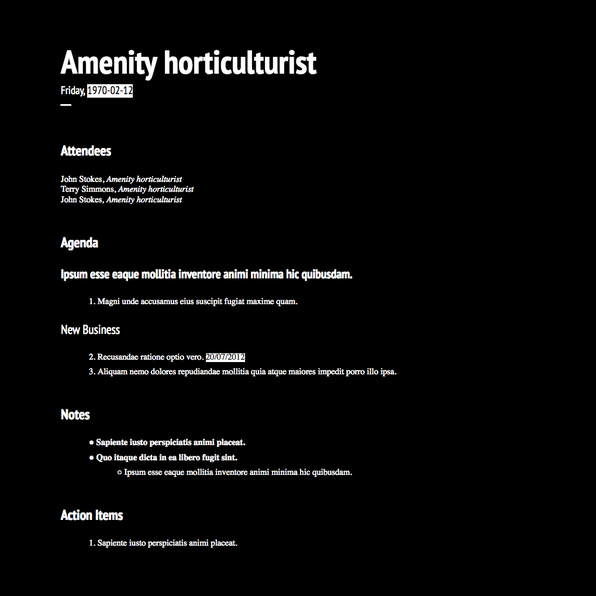 Amenity horticulturist
Friday, 1970-02-12
Attendees
John Stokes, Amenity horticulturist
Terry Simmons, Amenity horticulturist
John Stokes, Amenity horticulturist
Agenda
Ipsum esse eaque mollitia inventore animi minima hic quibusdam.
1. Magni unde accusamus eius suscipit fugiat maxime quam.
New Business
2. Recusandae ratione optio vero. 20/07/2012
3. Aliquam nemo dolores repudiandae mollitia quia atque maiores impedit porro illo ipsa.
Notes
● Sapiente iusto perspiciatis animi placeat.
● Quo itaque dicta in ea libero fugit sint.
○ Ipsum esse eaque mollitia inventore animi minima hic quibusdam.
Action Items
1. Sapiente iusto perspiciatis animi placeat.